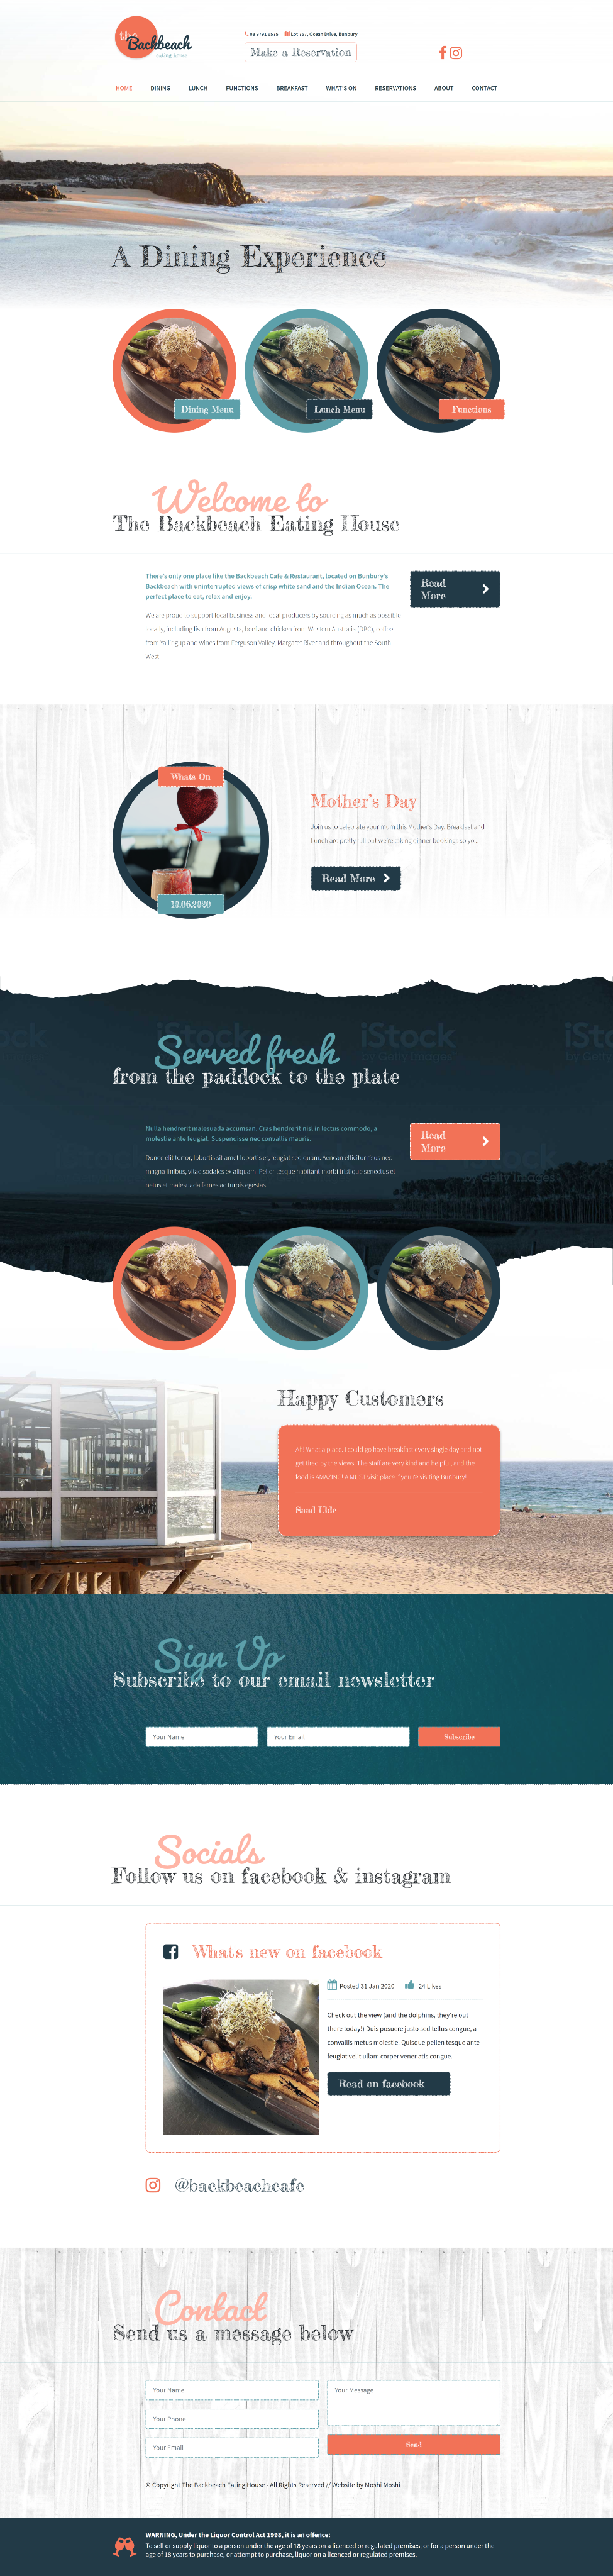 the
Backbeach
eating house
08 9791 5575 Lot 757, Ocean Drive, Bunbury
Make a Reservation
HOME DINING LUNCH FUNCTIONS BREAKFAST WHAT'S ON RESERVATIONS ABOUT CONTACT
A Dining Experience
Dining Menu
Lunch Menu
Functions
Welcome to
The Backbeach Eating House
There's only one place like the Backbeach Cafe & Restaurant, located on Bunbury's
Backbeach with uninterrupted views of crisp white sand and the Indian Ocean. The
perfect place to eat, relax and enjoy.
Read
More
We are proud to support local business and local producers by sourcing as much as possible
locally, including fish from Augusta, beef and chicken from Western Australia (DBC), coffee
from Yallingup and wines from Ferguson Valley, Margaret River and throughout the South
West.
Whats On
10.06.2020
Mother's Day
Join us to celebrate your mum this Mother's Day. Breakfast and
Lunch are pretty full but we're taking dinner bookings so yo...
Read More
iStock
by Getty Images
Served fresh
from the paddock to the plate
Nulla hendrerit malesuada accumsan. Cras hendrerit nisl in lectus commodo, a
molestie ante feugiat. Suspendisse nec convallis mauris.
Read
More
Donec elit tortor, lobortis sit amet lobortis et, feugiat sed quam. Aenean efficitur risus nec
magna finibus, vitae sodales ex aliquam. Pellentesque habitant morbi tristique senectus et
netus et malesuada fames ac turpis egestas.
by Getty Images
Happy Customers
Ah! What a place. I could go have breakfast every single day and not
get tired by the views. The staff are very kind and helpful, and the
food is AMAZING! A MUST visit place if you're visiting Bunbury!
Saad Ulde
Sign Up
Subscribe to our email newsletter
Your Name
Your Email
Subscribe
Socials
Follow us on facebook & instagram
What's new on facebook
Posted 31 Jan 2020 24 Likes
Check out the view (and the dolphins, they're out
there today!) Duis posuere justo sed tellus congue, a
convallis metus molestie. Quisque pellen tesque ante
feugiat velit ullam corper venenatis congue.
Read on facebook
@backbeachcafe
Contact
Send us a message below
Your Name
Your Message
Your Phone
Your Email
Send
© Copyright The Backbeach Eating House - All Rights Reserved // Website by Moshi Moshi
WARNING, Under the Liquor Control Act 1998, it is an offence:
To sell or supply liquor to a person under the age of 18 years on a licenced or regulated premises; or for a person under the
age of 18 years to purchase, or attempt to purchase, liquor on a licenced or regulated premises.